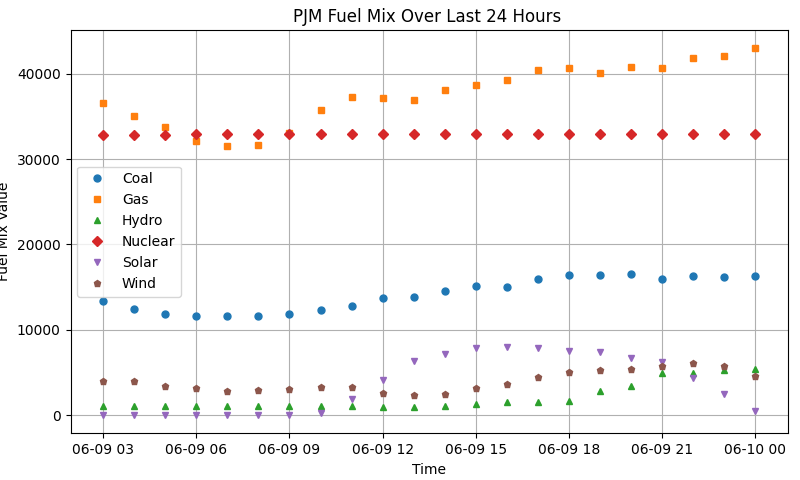 PJM Fuel Mix Over Last 24 Hours
Fuel Mix Value
40000
30000
20000
10000
0
Coal
Gas
Hydro
Nuclear
Solar
Wind
06-09 03 06-09 06 06-09 09 06-09 12 06-09 15 06-09 18 06-09 21 06-10 00
Time